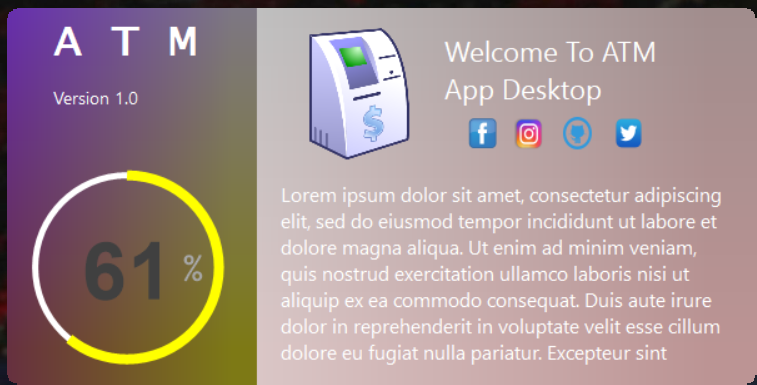 A T M
Version 1.0
61 %
Welcome To ATM
App Desktop
Lorem ipsum dolor sit amet, consectetur adipiscing
elit, sed do eiusmod tempor incididunt ut labore et
dolore magna aliqua. Ut enim ad minim veniam,
quis nostrud exercitation ullamco laboris nisi ut
aliquip ex ea commodo consequat. Duis aute irure
dolor in reprehenderit in voluptate velit esse cillum
dolore eu fugiat nulla pariatur. Excepteur sint